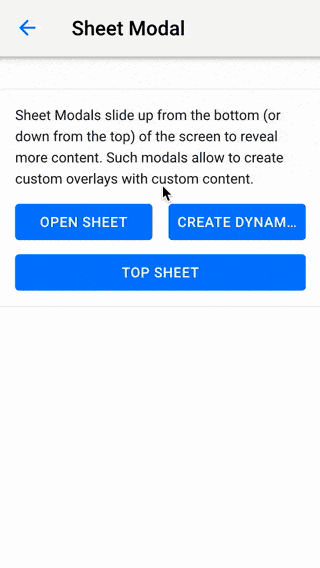 Sheet Modal
Sheet Modals slide up from the bottom (or
down from the top) of the screen to reveal
more content. Such modals allow to create
custom overlays with custom content.
OPEN SHEET
CREATE DYNAM...
TOP SHEET